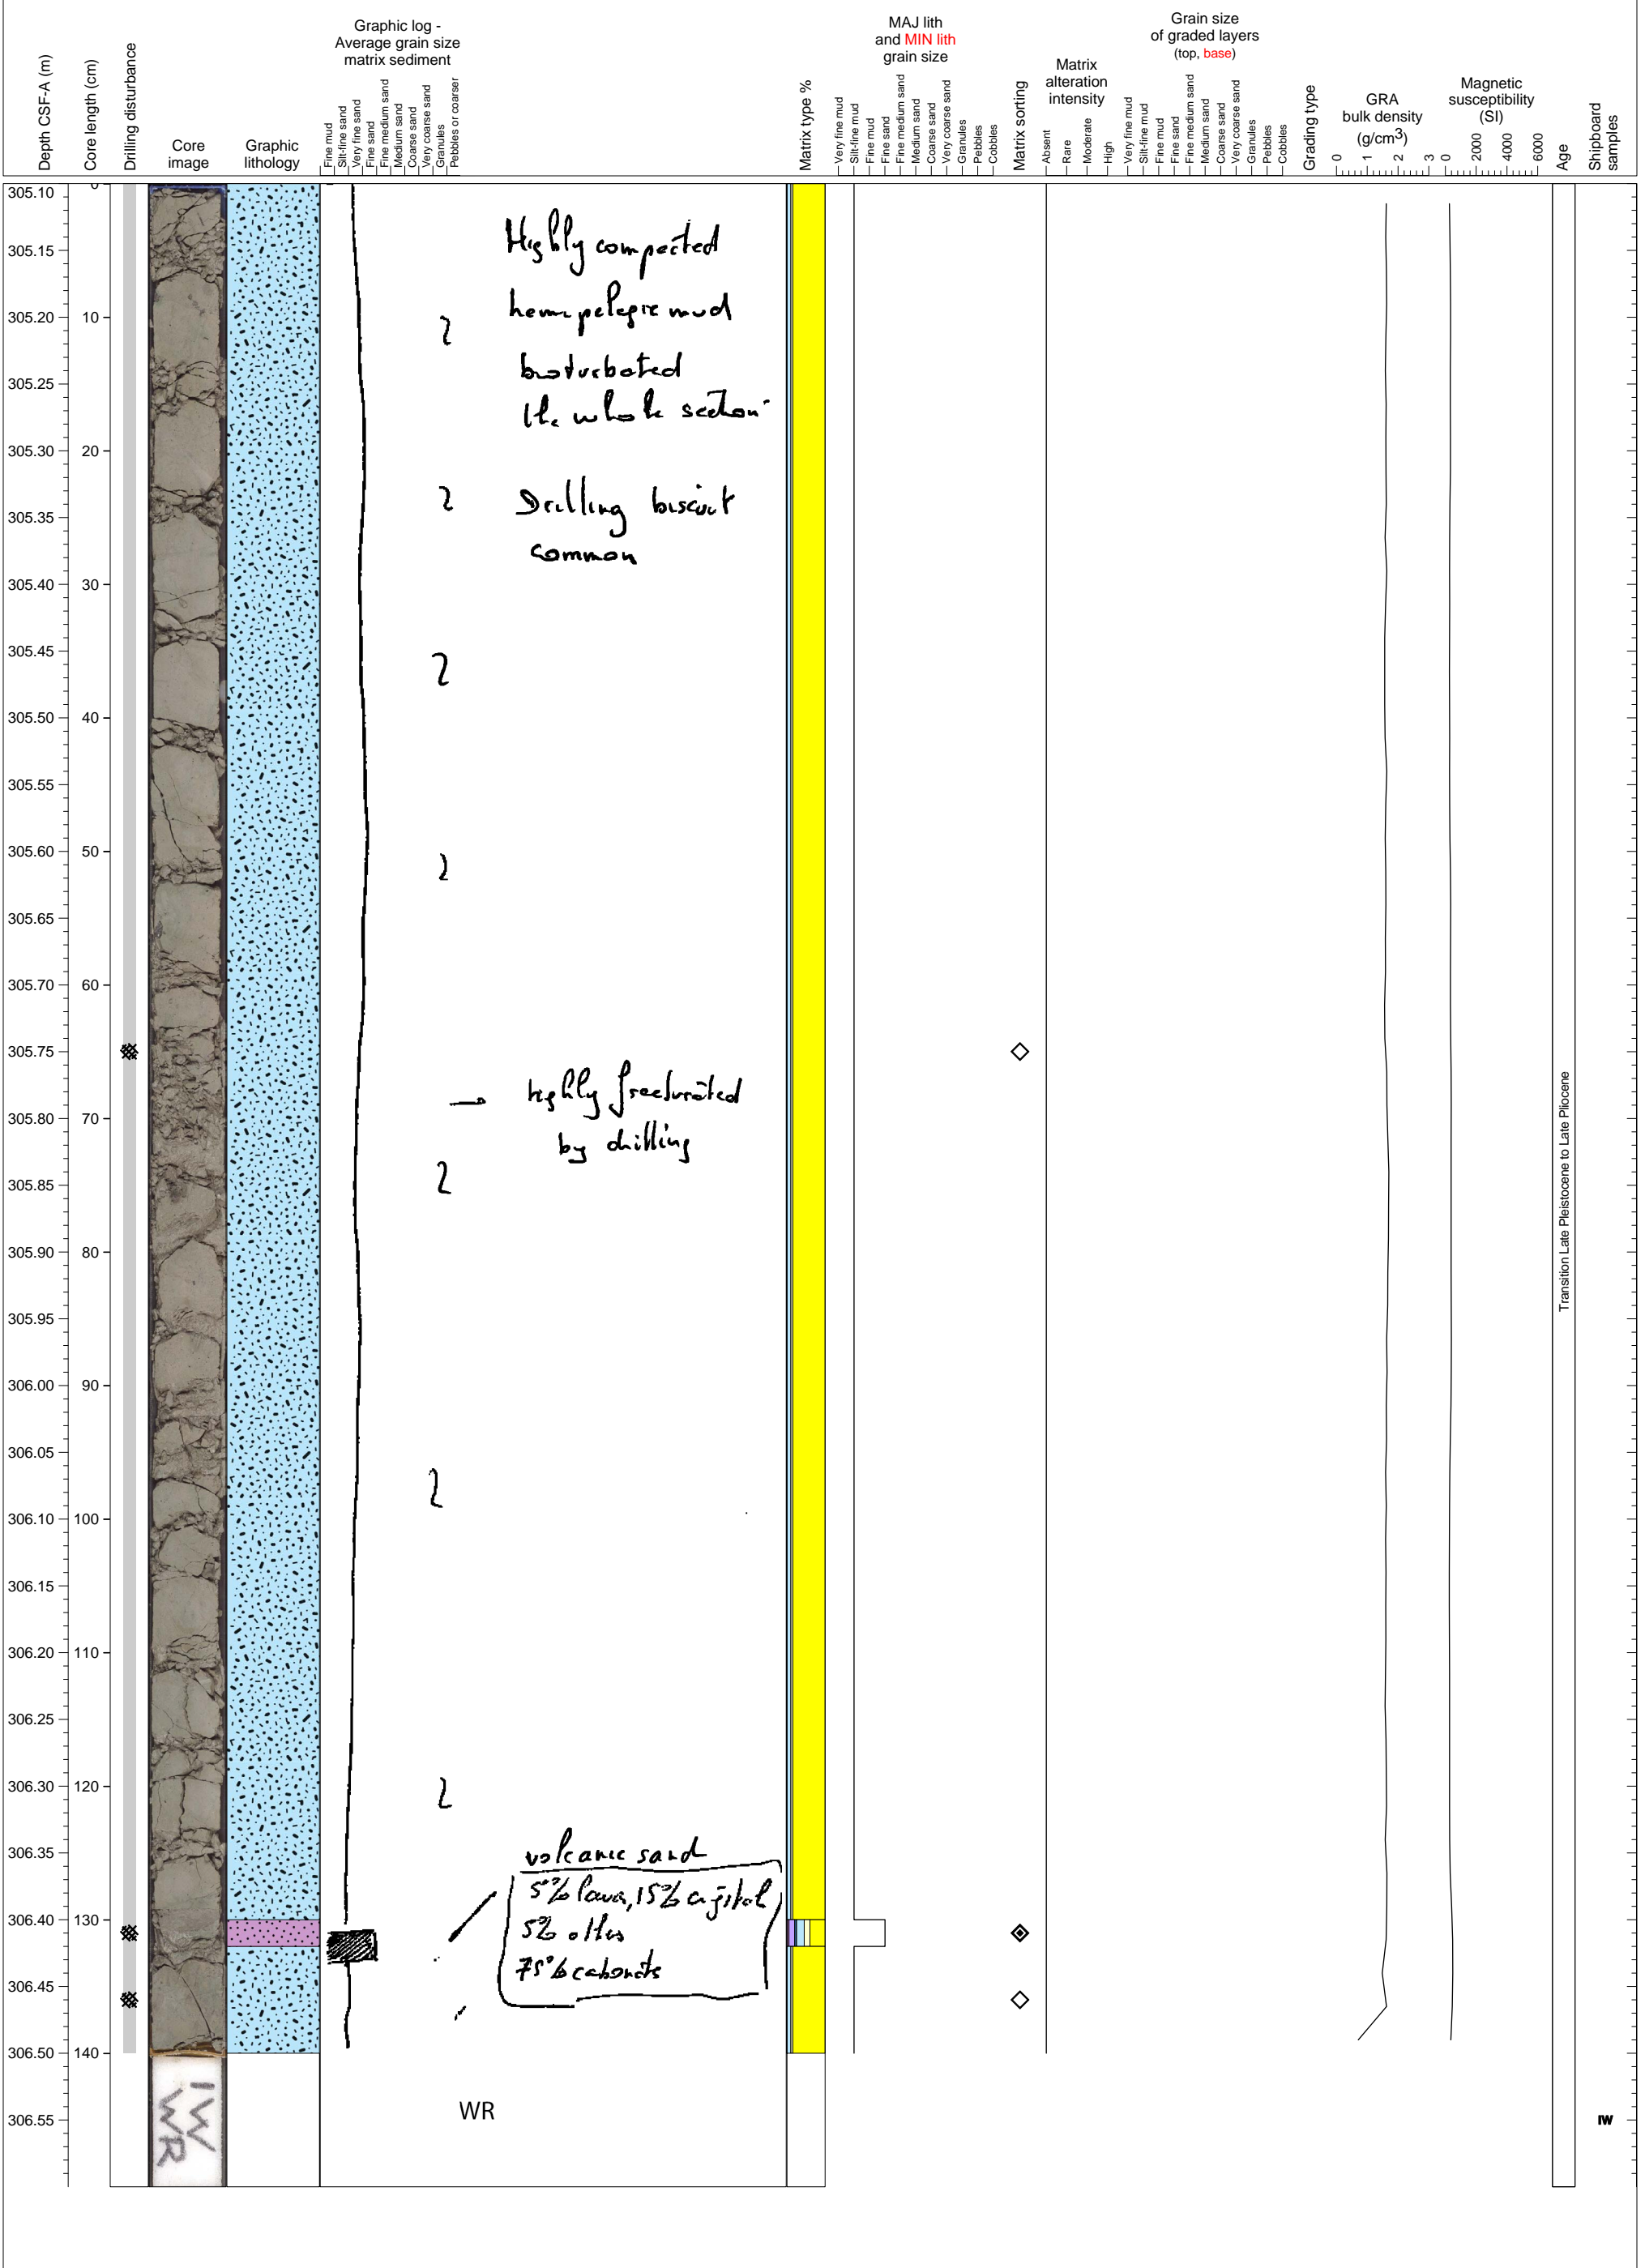 Depth CSF-A (m)
Core length (cm)
Drilling disturbance
Core
image
Graphic
lithology
Graphic log -
Average grain size
matrix sediment
Fine mud
Silt-fine sand
Very fine sand
Fine sand
Fine medium sand
Medium sand
Coarse sand
Very coarse sand
Granules
Pebbles or coarser
Matrix type %
MAJ lith
and MIN lith
grain size
Very fine mud
Silt-fine mud
Fine mud
Fine sand
Fine medium sand
Medium sand
Coarse sand
Very coarse sand
Granules
Pebbles
Cobbles
Matrix sorting
Matrix
alteration
intensity
Absent
Rare
Moderate
High
Grain size
of graded layers
(top, base)
Very fine mud
Silt-fine mud
Fine mud
Fine sand
Fine medium sand
Medium sand
Coarse sand
Very coarse sand
Granules
Pebbles
Cobbles
Grading type
GRA
bulk density
(g/cm3)
0 1 2 3
Magnetic
susceptibility
(SI)
0 2000 4000 6000
Age
Shipboard
samples
305.10 0
305.15
305.20 10
305.25
305.30 20
305.35
305.40 30
305.45
305.50 40
305.55
305.60 50
305.65
305.70 60
305.75
305.80 70
305.85
305.90 80
305.95
306.00 90
306.05
306.10 100
306.15
306.20 110
306.25
306.30 120
306.35
306.40 130
306.45
306.50 140
306.55
Highly compacted
hemipelagic mud
bioturbated
the whole section
Drilling biscuit
common
highly fracturated
by drilling
volcanic sand
5% lava, 15% crystal
5%
75%
WR
IW
WR
Transition Late Pleistocene to Late Pliocene
IW